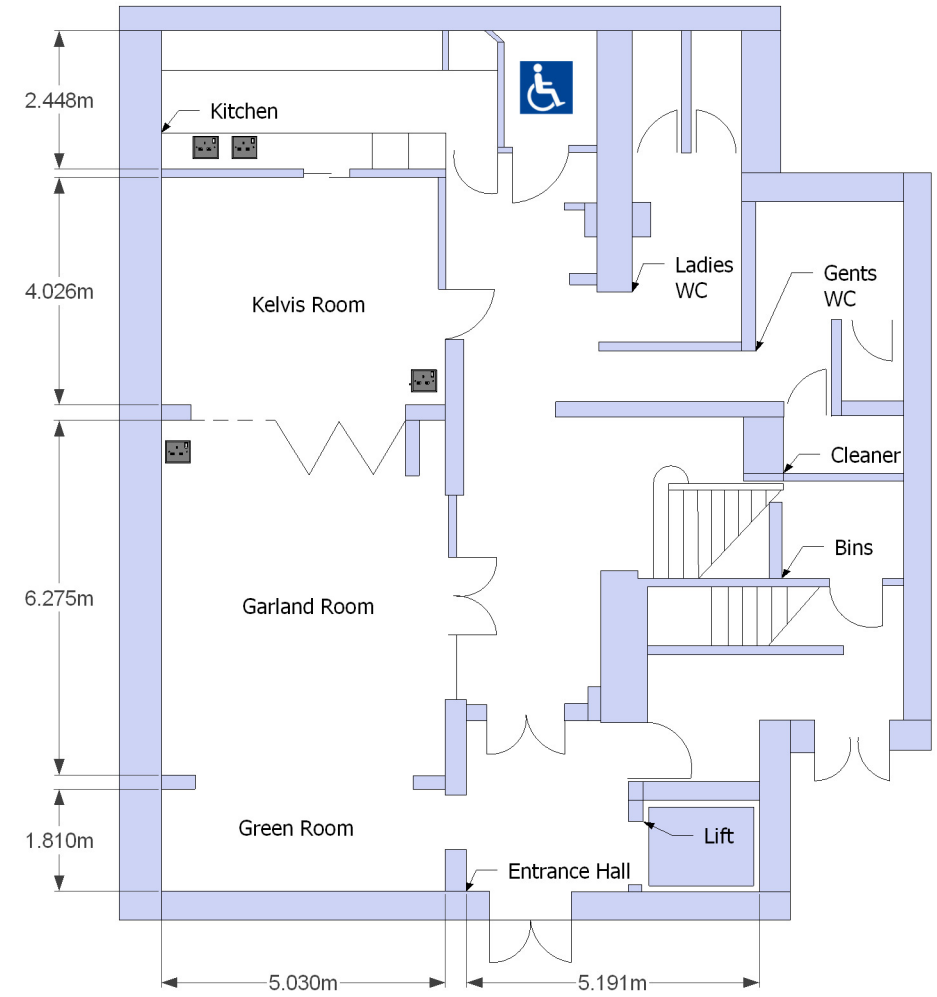 2.448m
Kitchen
4.026m
Kelvis Room
Ladies
WC
Gents
WC
Cleaner
Bins
6.275m
Garland Room
1.810m
Green Room
Lift
Entrance Hall
5.030m
5.191m